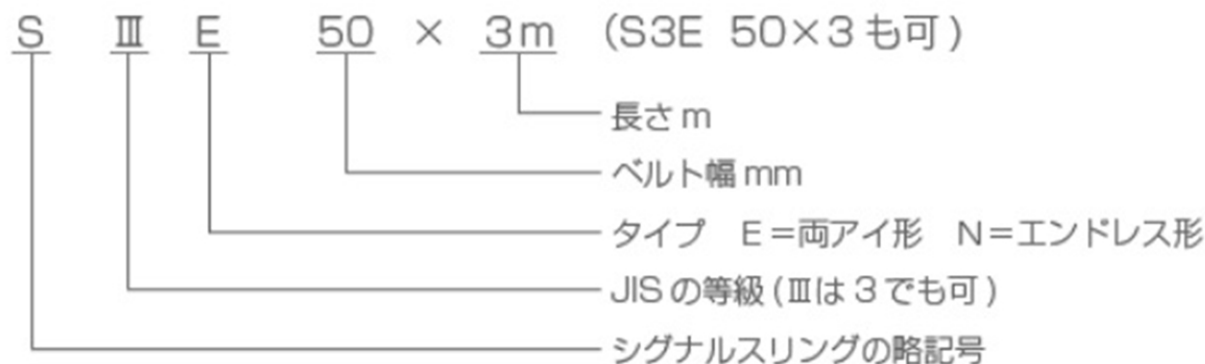 S Ⅲ E 50 × 3m (S3E 50×3も可)
長さm
ベルト幅mm
タイプ E=両アイ形 N=エンドレス形
JISの等級(Ⅲは3でも可)
シグナルスリングの略記号